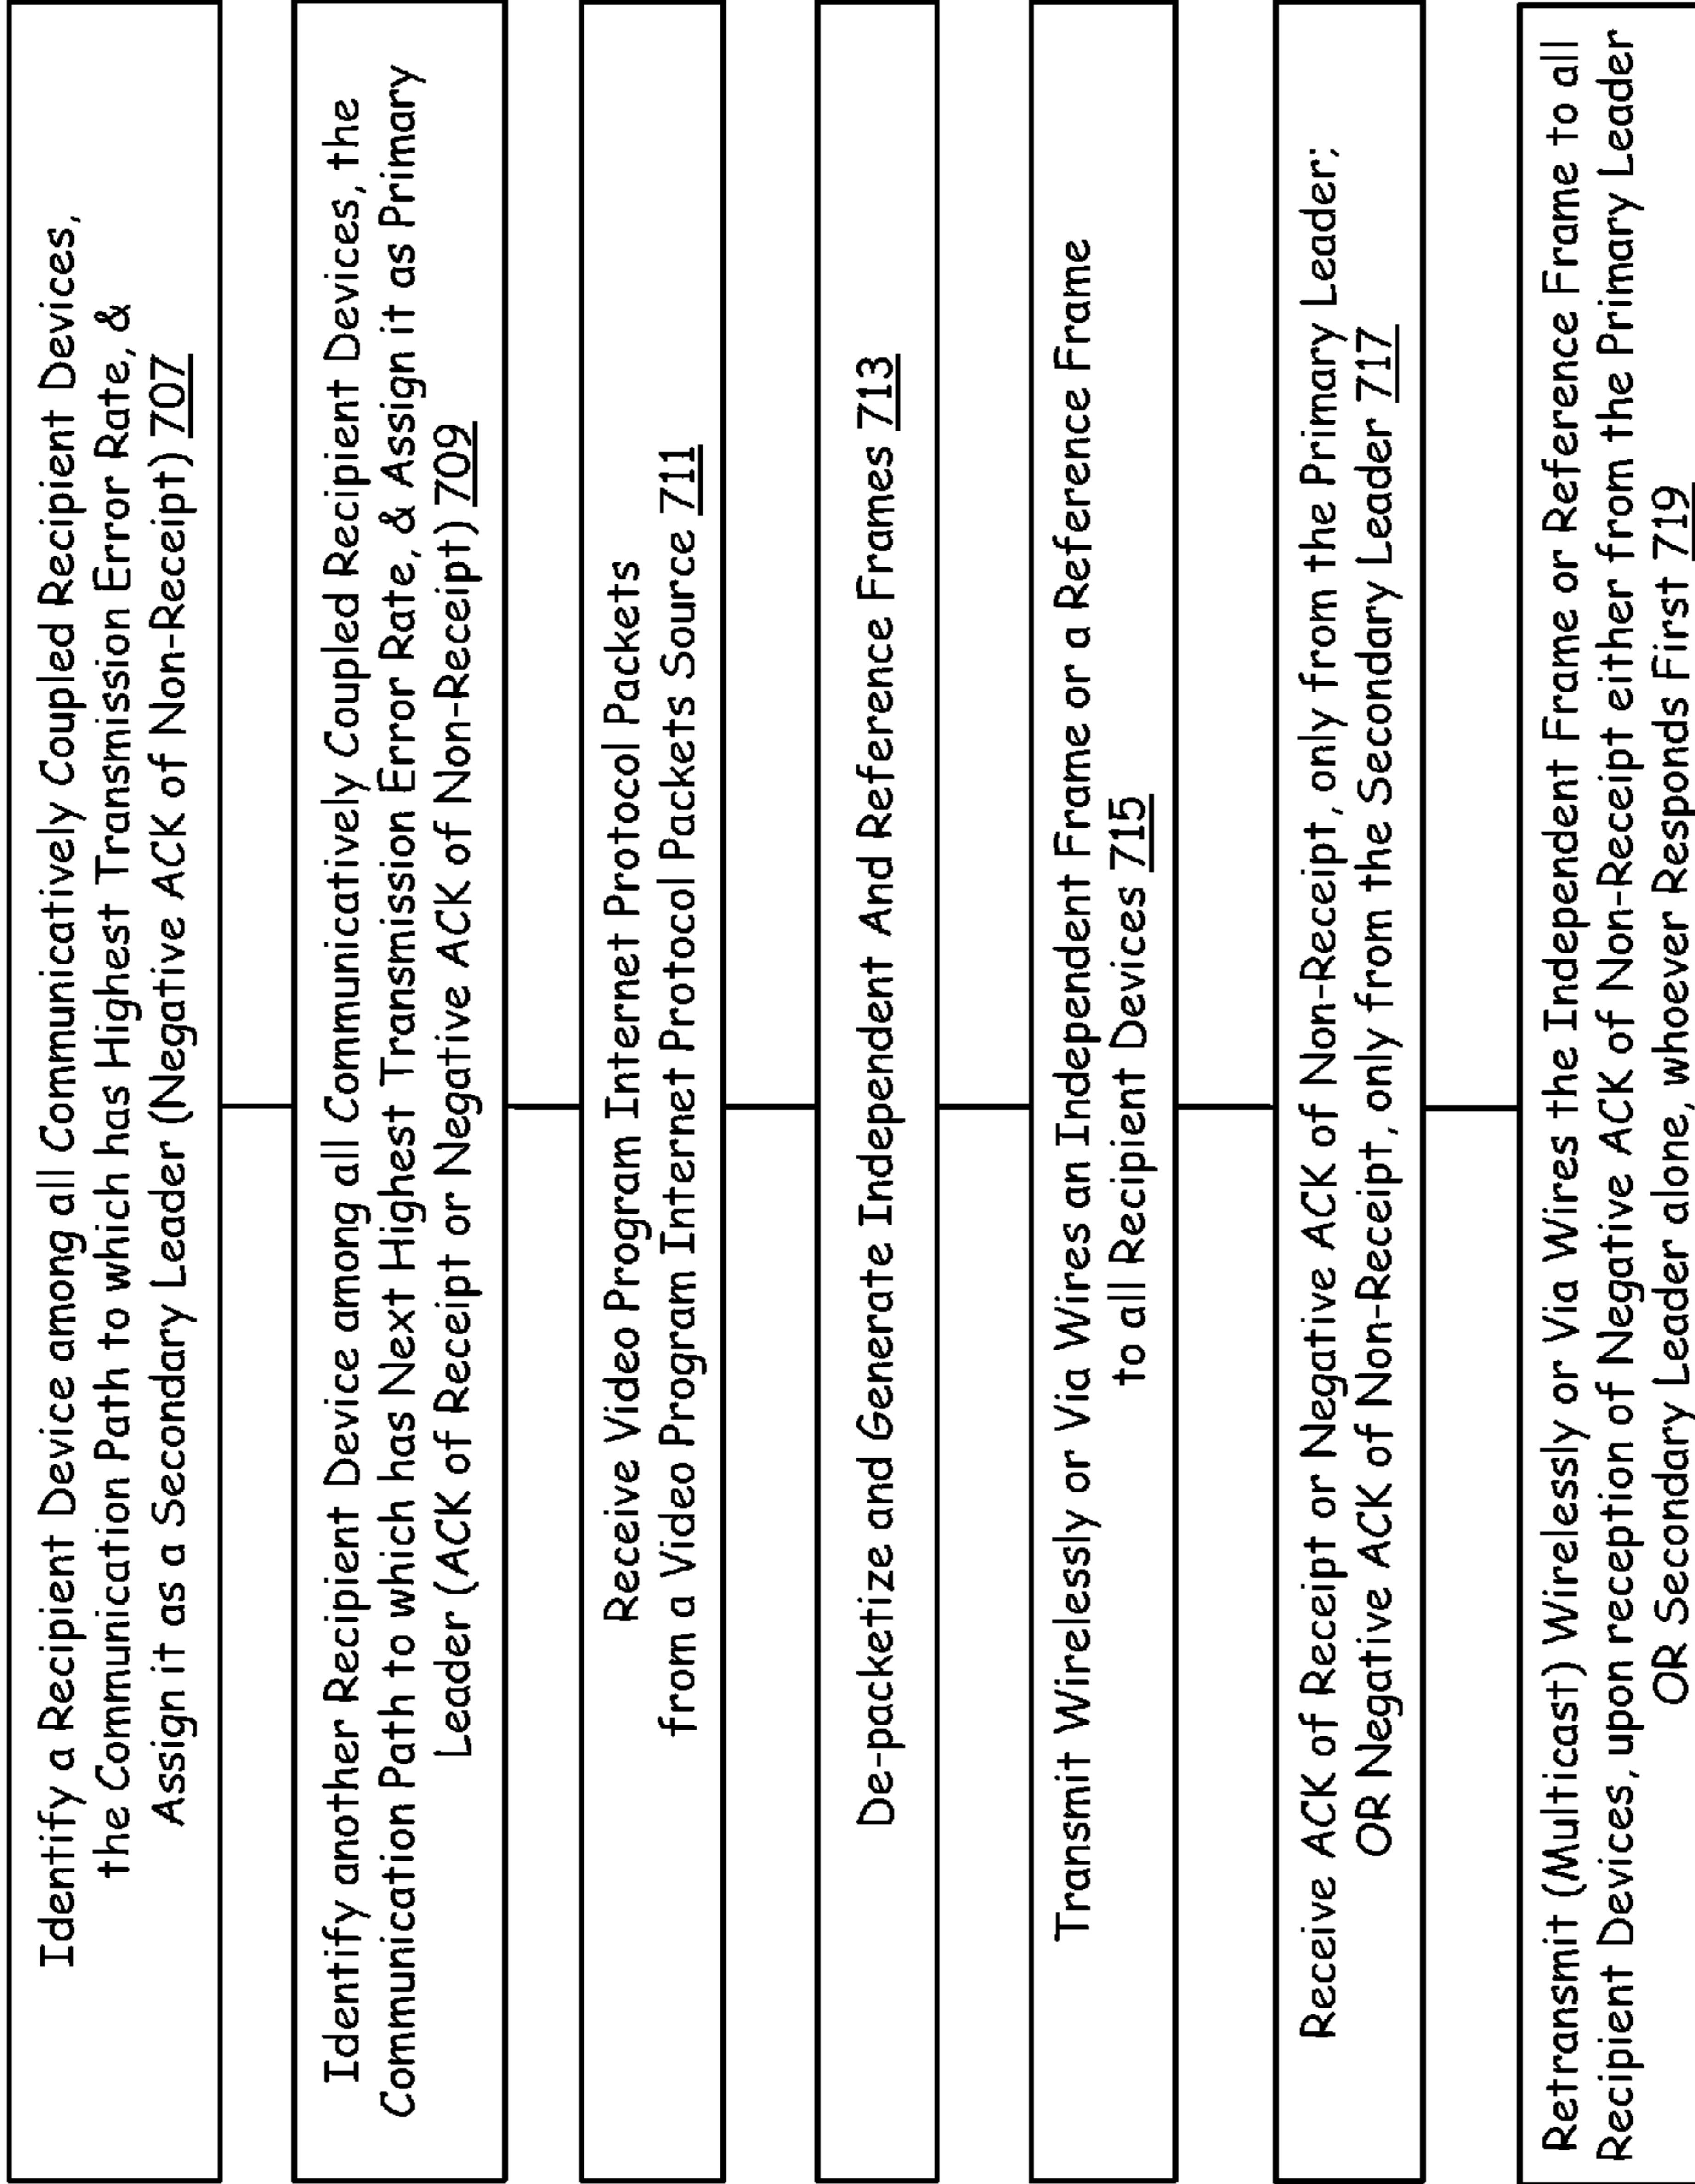 Identify a Recipient Device among all Communicatively Coupled Recipient Devices,
the Communication Path to which has Highest Transmission Error Rate, &
Assign it as a Secondary Leader (Negative ACK of Non-Receipt) 707
Identify another Recipient Device among all Communicatively Coupled Recipient Devices, the
Communication Path to which has Next Highest Transmission Error Rate, & Assign it as Primary
Leader (ACK of Receipt or Negative ACK of Non-Receipt) 709
Receive Video Program Internet Protocol Packets
from a Video Program Internet Protocol Packets Source 711
De-packetize and Generate Independent And Reference Frames 713
Transmit Wirelessly or Via Wires an Independent Frame or a Reference Frame
to all Recipient Devices 715
Receive ACK of Receipt or Negative ACK of Non-Receipt, only from the Primary Leader;
OR Negative ACK of Non-Receipt, only from the Secondary Leader 717
Retransmit (Multicast) Wirelessly or Via Wires the Independent Frame or Reference Frame to all
Recipient Devices, upon reception of Negative ACK of Non-Receipt either from the Primary Leader
OR Secondary Leader alone, whoever Responds First 719